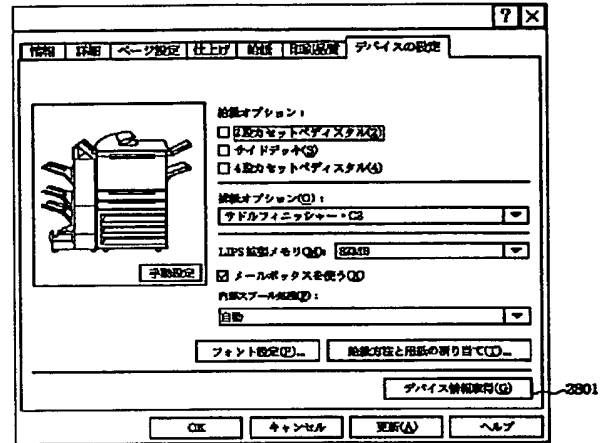 ? ×
情報 詳細 ページ設定 仕上げ 給紙 印刷品質 デバイスの設定
給紙オプション:
2段カセットペディスタル(2)
サイドデッキ(S)
4段カセットペディスタル(4)
排紙オプション(O):
サドルフィニッシャー・C2
LIPS拡張メモリ(M): 32MB
手動設定
メールボックスを使う(X)
内部スプール処理(P):
自動
フォント設定(F)... 給紙方法と用紙の割り当て(T)...
デバイス情報取得(G) 2801
OK キャンセル 更新(A) ヘルプ